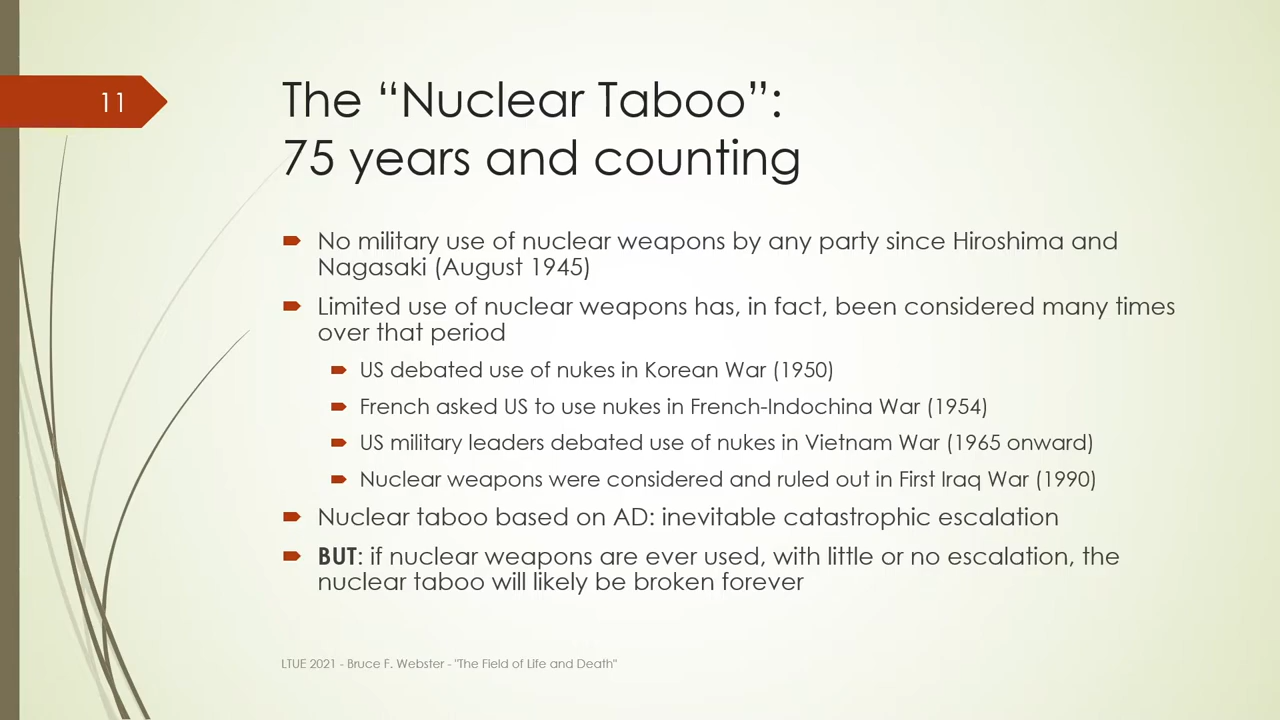 11
The “Nuclear Taboo”:
75 years and counting
No military use of nuclear weapons by any party since Hiroshima and
Nagasaki (August 1945)
Limited use of nuclear weapons has, in fact, been considered many times
over that period
US debated use of nukes in Korean War (1950)
French asked US to use nukes in French-Indochina War (1954)
US military leaders debated use of nukes in Vietnam War (1965 onward)
Nuclear weapons were considered and ruled out in First Iraq War (1990)
Nuclear taboo based on AD: inevitable catastrophic escalation
BUT: if nuclear weapons are ever used, with little or no escalation, the
nuclear taboo will likely be broken forever
LTUE 2021 - Bruce F. Webster - "The Field of Life and Death"